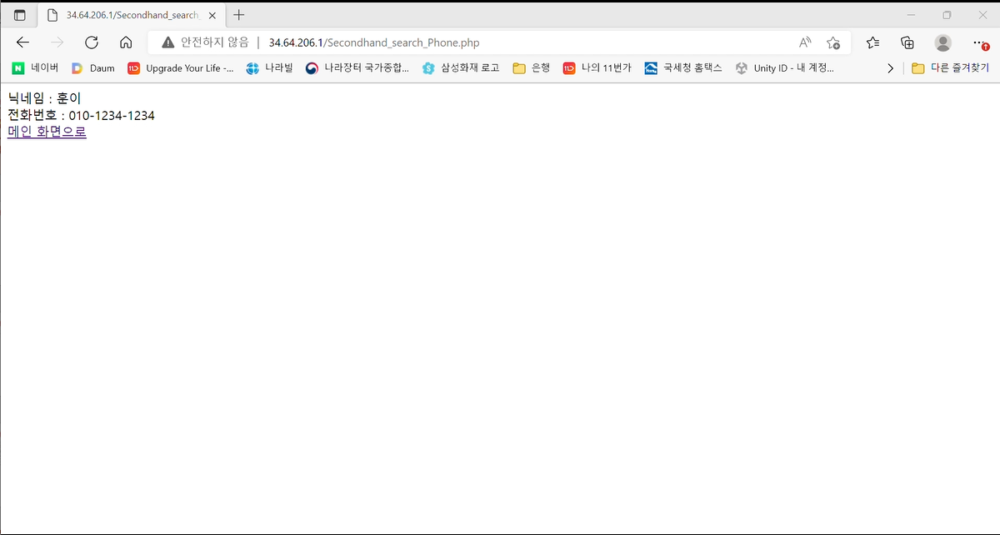 34.64.206.1/Secondhand_search_
안전하지 않음 | 34.64.206.1/Secondhand_search_Phone.php
네이버 Daum Upgrade Your Life -... 나라빌 나라장터 국가종합... 삼성화재 로고 은행 나의 11번가 국세청 홈택스 Unity ID - 내 계정... 다른 즐겨찾기
닉네임 : 훈이
전화번호 : 010-1234-1234
메인 화면으로